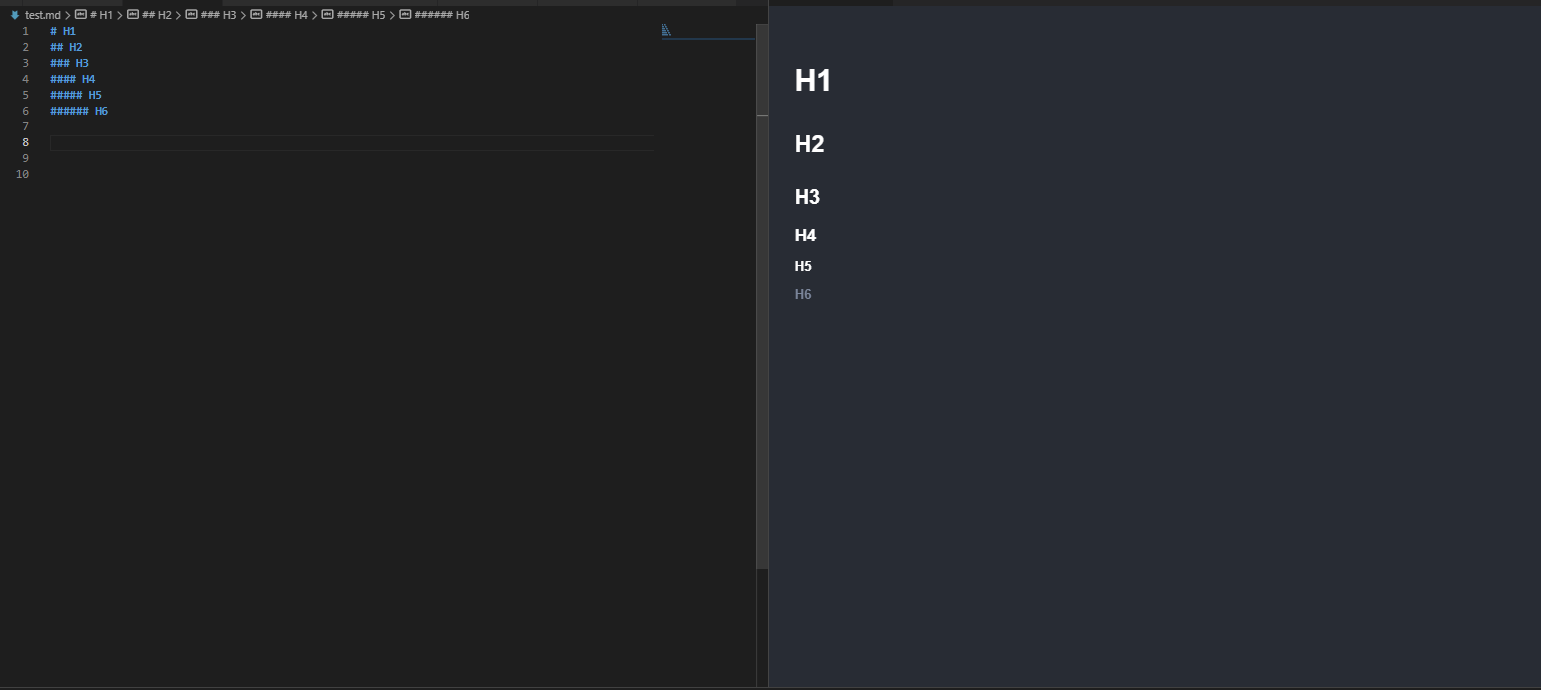 test.md > # H1 > ## H2 > ### H3 > #### H4 > ##### H5 > ###### H6
1 # H1
2 ## H2
3 ### H3
4 #### H4
5 ##### H5
6 ###### H6
7
8
9
10
H1
H2
H3
H4
H5
H6